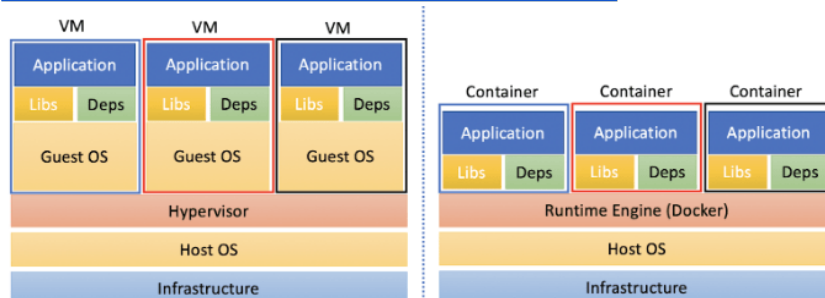 VM VM VM
Application Application Application
Libs Deps Libs Deps Libs Deps
Guest OS Guest OS Guest OS
Hypervisor
Host OS
Infrastructure
Container Container Container
Application Application Application
Libs Deps Libs Deps Libs Deps
Runtime Engine (Docker)
Host OS
Infrastructure